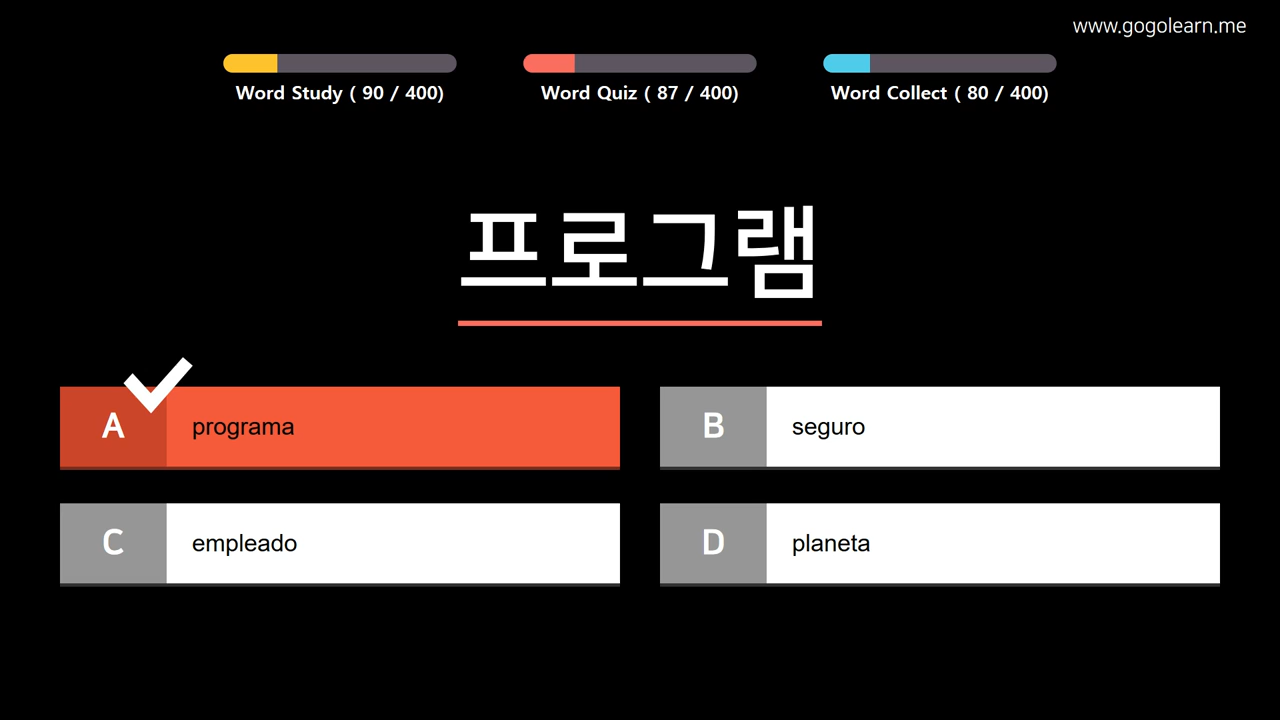 www.gogolearn.me
Word Study ( 90 / 400)
Word Quiz ( 87 / 400)
Word Collect ( 80 / 400)
프로그램
A programa
B seguro
C empleado
D planeta